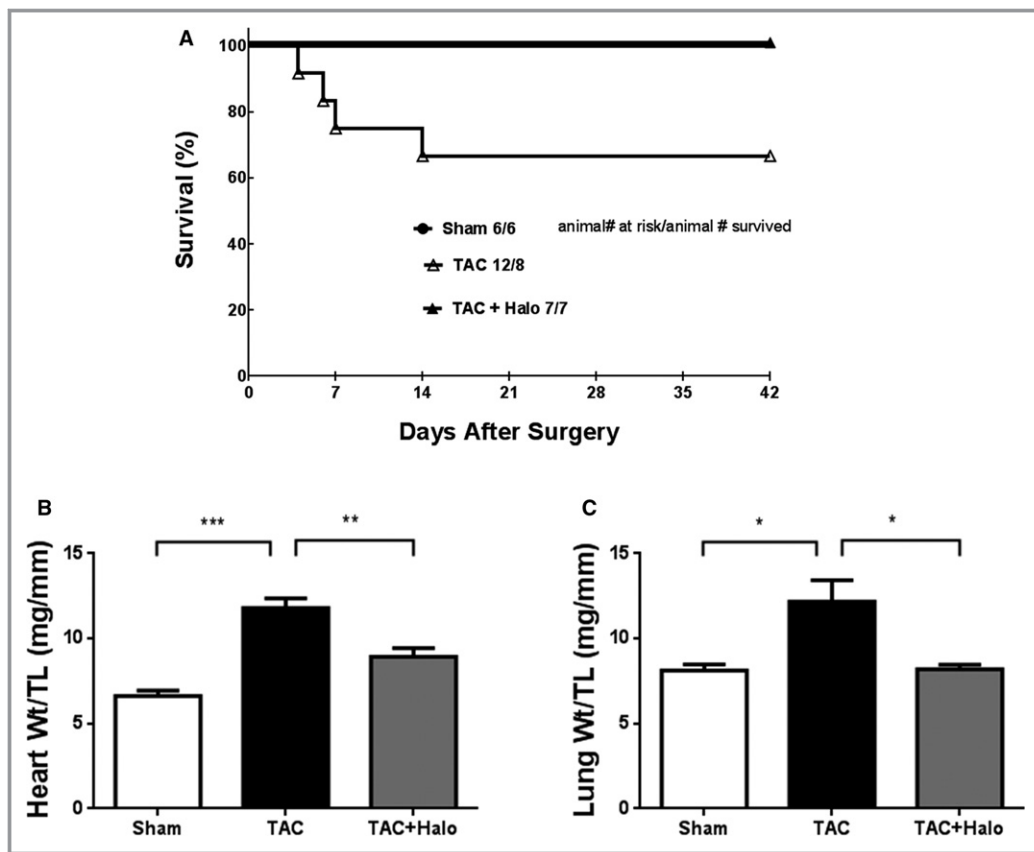 A
100
80
60
40
20
0
Survival (%)
Sham 6/6 animal# at risk/animal # survived
TAC 12/8
TAC + Halo 7/7
0 7 14 21 28 35 42
Days After Surgery
B
*** **
15
10
5
0
Heart Wt/TL (mg/mm)
Sham TAC TAC+Halo
C
* *
15
10
5
0
Lung Wt/TL (mg/mm)
Sham TAC TAC+Halo